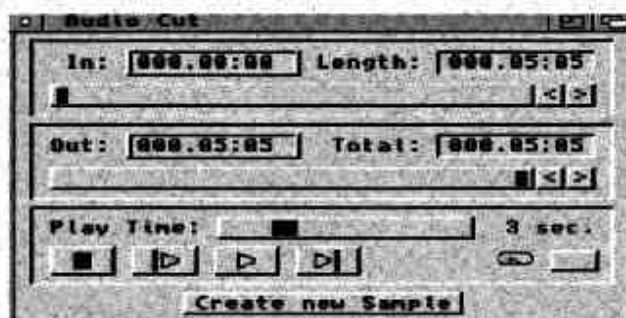 Audio Cut
In: 000.00:00 Length: 000.05:05
< >
Out: 000.05:05 Total: 000.05:05
< >
Play Time: 3 sec.
Create new Sample